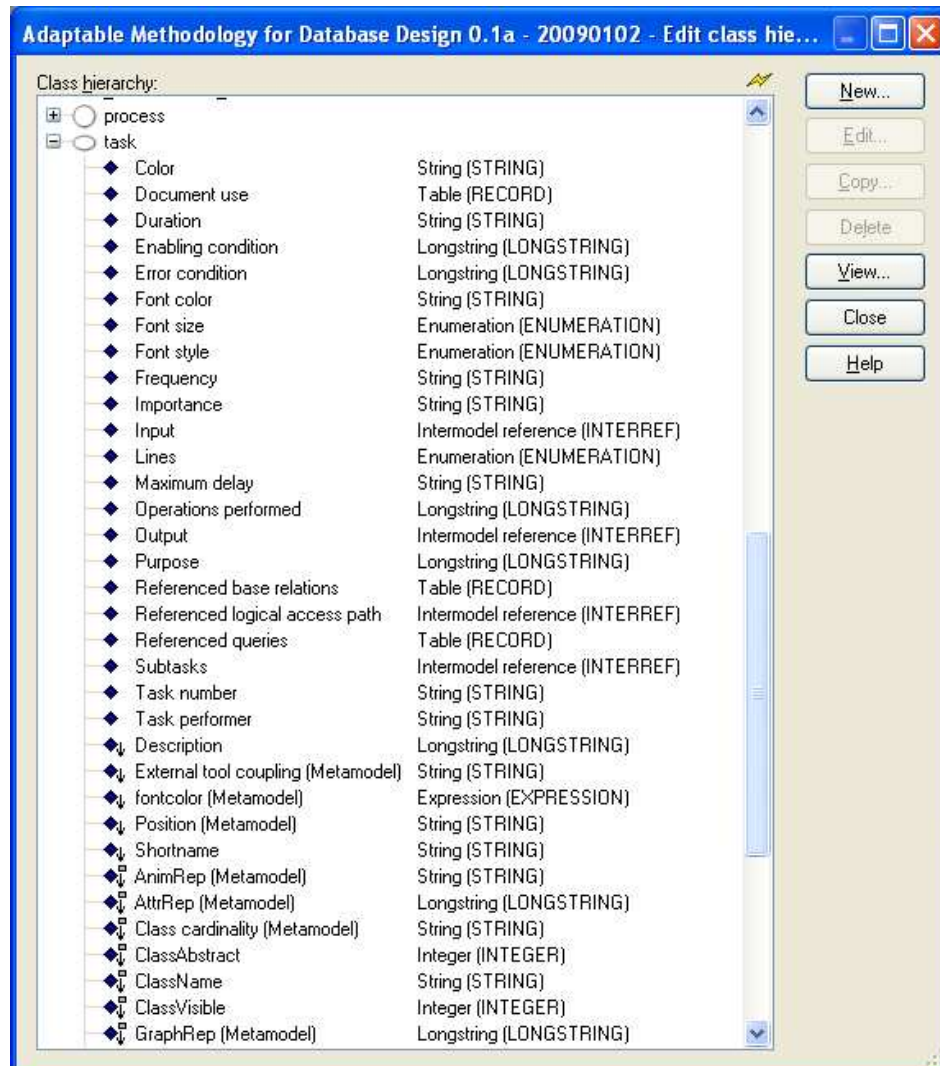 Adaptable Methodology for Database Design 0.1a - 20090102 - Edit class hie...
Class hierarchy:
New...
process
Edit...
task
Color String (STRING)
Copy...
Document use Table (RECORD)
Duration String (STRING)
Delete
Enabling condition Longstring (LONGSTRING)
Error condition Longstring (LONGSTRING)
View...
Font color String (STRING)
Font size Enumeration (ENUMERATION)
Close
Font style Enumeration (ENUMERATION)
Frequency String (STRING)
Help
Importance String (STRING)
Input Intermodel reference (INTERREF)
Lines Enumeration (ENUMERATION)
Maximum delay String (STRING)
Operations performed Longstring (LONGSTRING)
Output Intermodel reference (INTERREF)
Purpose Longstring (LONGSTRING)
Referenced base relations Table (RECORD)
Referenced logical access path Intermodel reference (INTERREF)
Referenced queries Table (RECORD)
Subtasks Intermodel reference (INTERREF)
Task number String (STRING)
Task performer String (STRING)
Description Longstring (LONGSTRING)
External tool coupling (Metamodel) String (STRING)
fontcolor (Metamodel) Expression (EXPRESSION)
Position (Metamodel) String (STRING)
Shortname String (STRING)
AnimRep (Metamodel) String (STRING)
AttrRep (Metamodel) Longstring (LONGSTRING)
Class cardinality (Metamodel) String (STRING)
ClassAbstract Integer (INTEGER)
ClassName String (STRING)
ClassVisible Integer (INTEGER)
GraphRep (Metamodel) Longstring (LONGSTRING)